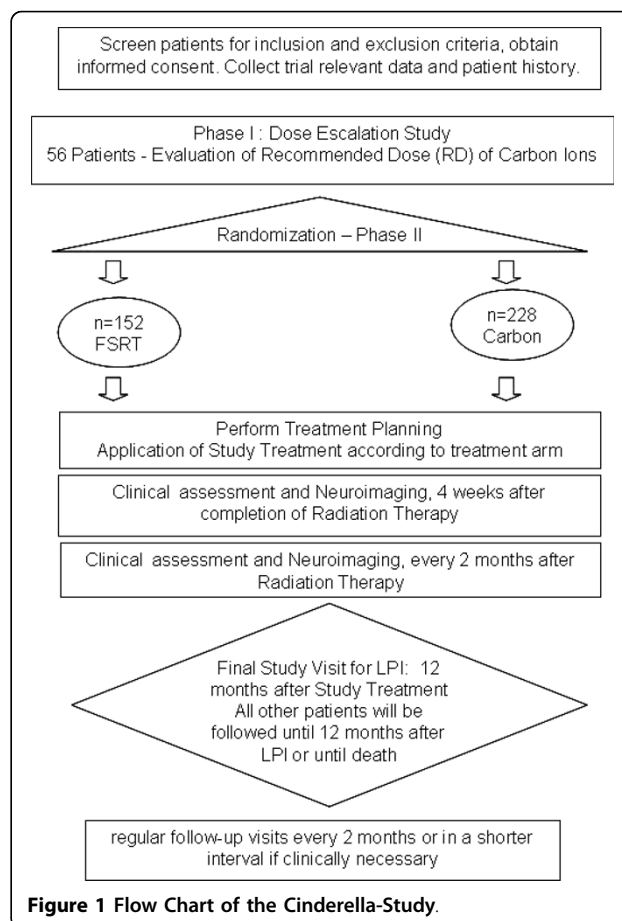 Screen patients for inclusion and exclusion criteria, obtain
informed consent. Collect trial relevant data and patient history.
Phase I : Dose Escalation Study
56 Patients - Evaluation of Recommended Dose (RD) of Carbon Ions
Randomization – Phase II
n=152
FSRT
n=228
Carbon
Perform Treatment Planning
Application of Study Treatment according to treatment arm
Clinical assessment and Neuroimaging, 4 weeks after
completion of Radiation Therapy
Clinical assessment and Neuroimaging, every 2 months after
Radiation Therapy
Final Study Visit for LPI: 12
months after Study Treatment
All other patients will be
followed until 12 months after
LPI or until death
regular follow-up visits every 2 months or in a shorter
interval if clinically necessary
Figure 1 Flow Chart of the Cinderella-Study.